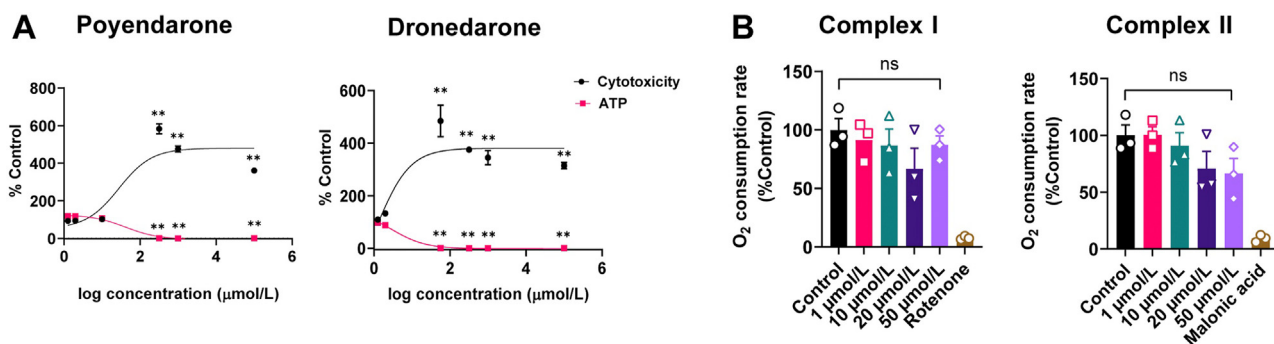 A
Poyendarone
Dronedarone
B
Complex I
Complex II
% Control
800
600
400
200
0
**
**
**
**
**
**
0
2
4
6
log concentration (μmol/L)
% Control
600
400
200
0
**
**
**
**
**
**
**
**
0
2
4
6
log concentration (μmol/L)
Cytotoxicity
ATP
O2 consumption rate
(%Control)
150
100
50
0
ns
Control
1 μmol/L
10 μmol/L
20 μmol/L
50 μmol/L
Rotenone
O2 consumption rate
(%Control)
150
100
50
0
ns
Control
1 μmol/L
10 μmol/L
20 μmol/L
50 μmol/L
Malonic acid